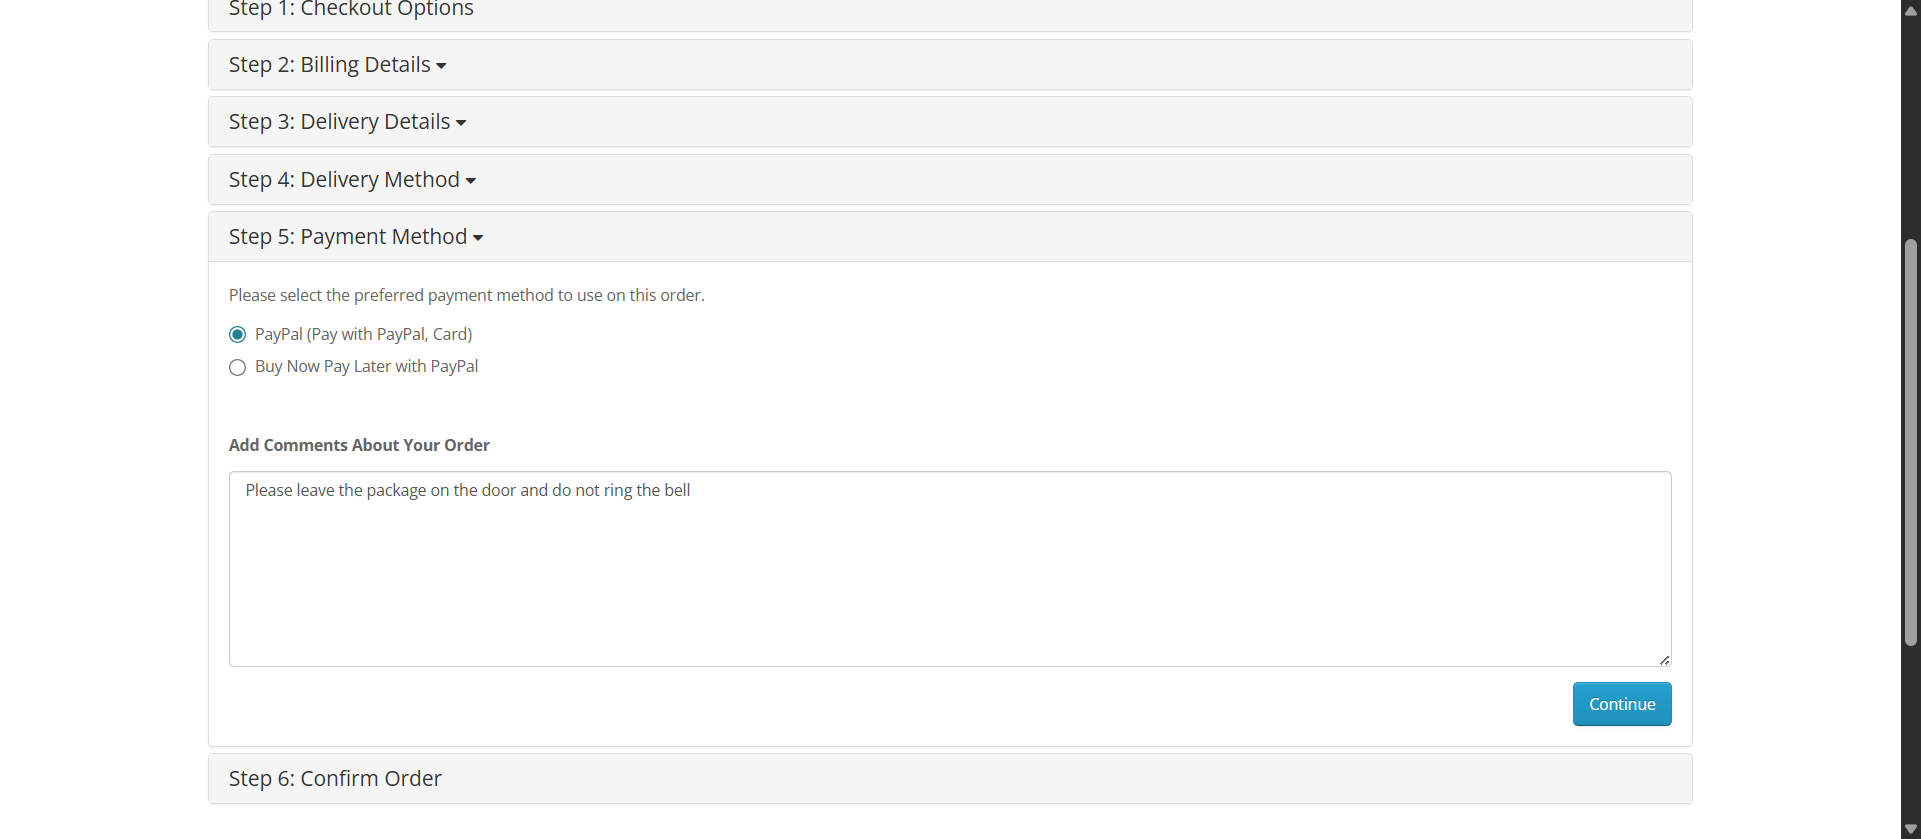 Step 1: Checkout Options
Step 2: Billing Details
Step 3: Delivery Details
Step 4: Delivery Method
Step 5: Payment Method
Please select the preferred payment method to use on this order.
PayPal (Pay with PayPal, Card)
Buy Now Pay Later with PayPal
Add Comments About Your Order
Please leave the package on the door and do not ring the bell
Continue
Step 6: Confirm Order